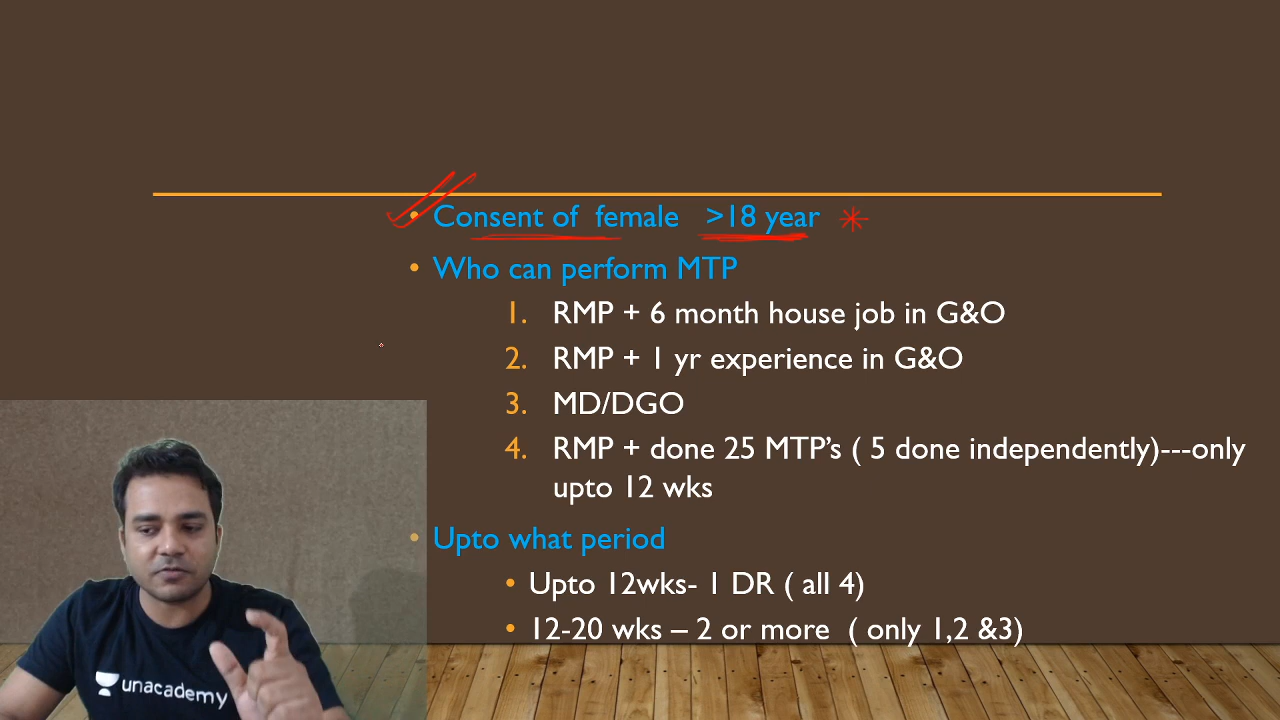 • Consent of female >18 year
• Who can perform MTP
1. RMP + 6 month house job in G&O
2. RMP + 1 yr experience in G&O
3. MD/DGO
4. RMP + done 25 MTP's ( 5 done independently)---only
upto 12 wks
• Upto what period
• Upto 12wks- 1 DR ( all 4)
• 12-20 wks – 2 or more ( only 1,2 &3)
unacademy